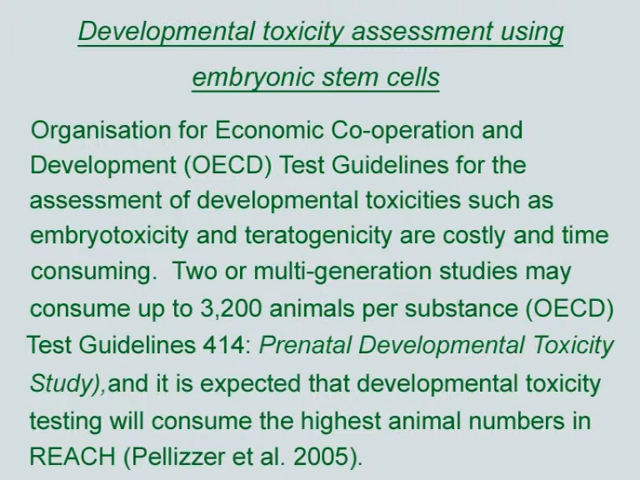 Developmental toxicity assessment using
embryonic stem cells
Organisation for Economic Co-operation and
Development (OECD) Test Guidelines for the
assessment of developmental toxicities such as
embryotoxicity and teratogenicity are costly and time
consuming.  Two or multi-generation studies may
consume up to 3,200 animals per substance (OECD)
Test Guidelines 414: Prenatal Developmental Toxicity
Study),and it is expected that developmental toxicity
testing will consume the highest animal numbers in
REACH (Pellizzer et al. 2005).